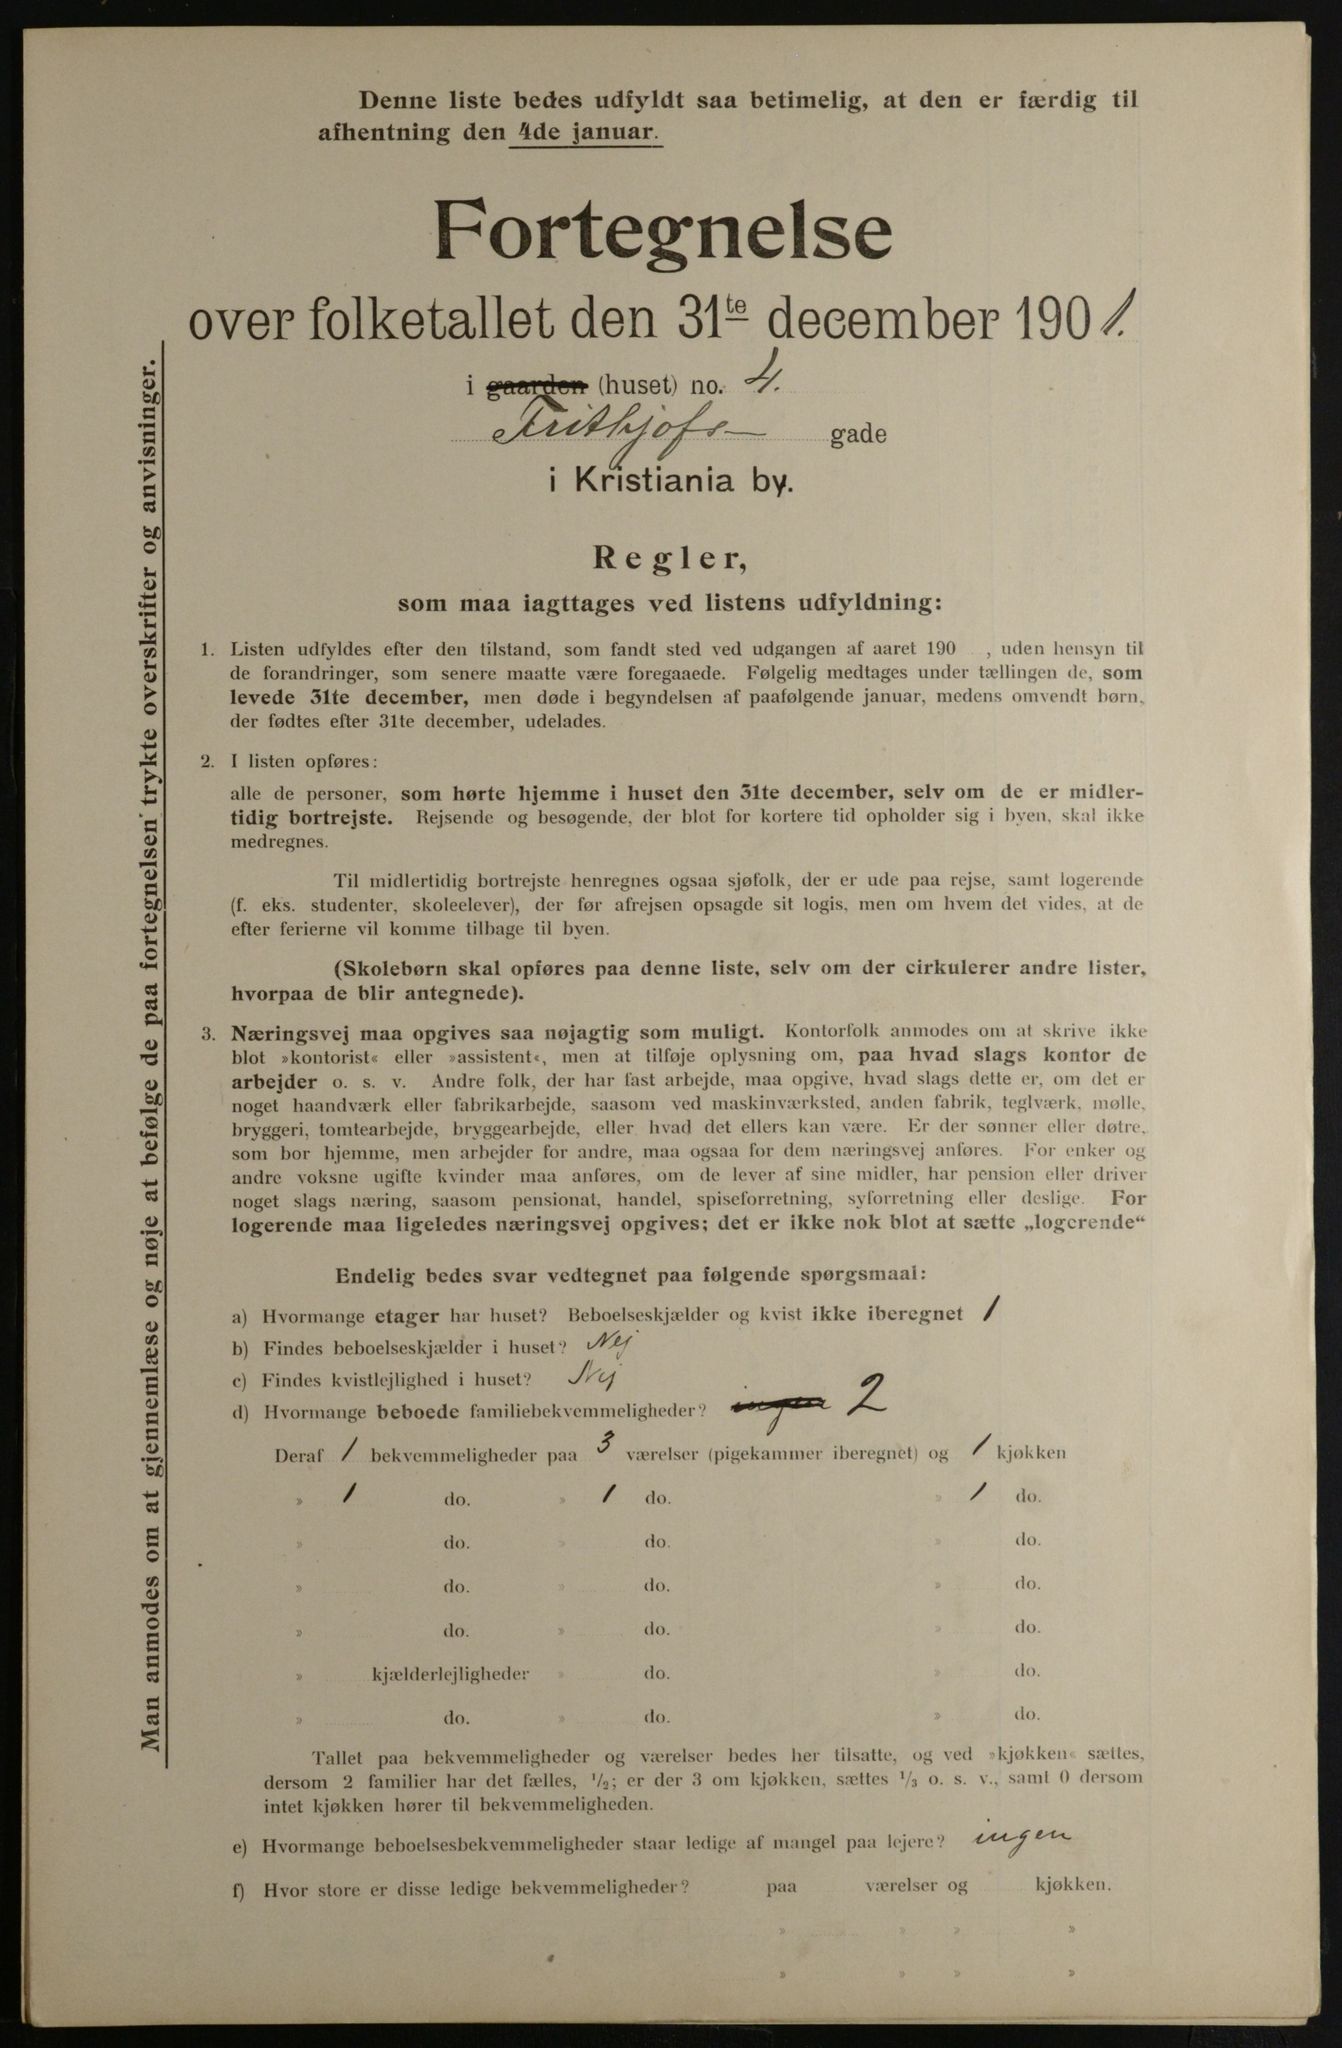 Denne liste bedes udfyldt saa betimelig, at den er færdig til
afhentning den 4de januar.
Fortegnelse
over folketallet den 31te december 1901.
i gaarden (huset) no. 4.
Frithjofs- gade
i Kristiania by.
Regler,
som maa iagttages ved listens udfyldning:
1. Listen udfyldes efter den tilstand, som fandt sted ved udgangen af aaret 190 , uden hensyn til
de forandringer, som senere maatte være foregaaede. Følgelig medtages under tællingen de, som
levede 31te december, men døde i begyndelsen af paafølgende januar, medens omvendt børn,
der fødtes efter 31te december, udelades.
2. I listen opføres:
alle de personer, som hørte hjemme i huset den 31te december, selv om de er midler-
tidig bortrejste. Rejsende og besøgende, der blot for kortere tid opholder sig i byen, skal ikke
medregnes.
Til midlertidig bortrejste henregnes ogsaa sjøfolk, der er ude paa rejse, samt logerende
(f. eks. studenter, skoleelever), der før afrejsen opsagde sit logis, men om hvem det vides, at de
efter ferierne vil komme tilbage til byen.
(Skolebørn skal opføres paa denne liste, selv om der cirkulerer andre lister,
hvorpaa de blir antegnede).
3. Næringsvej maa opgives saa nøjagtig som muligt. Kontorfolk anmodes om at skrive ikke
blot »kontorist« eller »assistent«, men at tilføje oplysning om, paa hvad slags kontor de
arbejder o. s. v. Andre folk, der har fast arbejde, maa opgive, hvad slags dette er, om det er
noget haandværk eller fabrikarbejde, saasom ved maskinværksted, anden fabrik, teglværk, mølle,
bryggeri, tomtearbejde, bryggearbejde, eller hvad det ellers kan være. Er der sønner eller døtre,
som bor hjemme, men arbejder for andre, maa ogsaa for dem næringsvej anføres. For enker og
andre voksne ugifte kvinder maa anføres, om de lever af sine midler, har pension eller driver
noget slags næring, saasom pensionat, handel, spiseforretning, syforretning eller deslige. For
logerende maa ligeledes næringsvej opgives; det er ikke nok blot at sætte „logerende“
Endelig bedes svar vedtegnet paa følgende spørgsmaal:
a) Hvormange etager har huset? Beboelseskjælder og kvist ikke iberegnet 1
b) Findes beboelseskjælder i huset? Nej
c) Findes kvistlejlighed i huset? Nej
d) Hvormange beboede familiebekvemmeligheder? ingen 2
Deraf 1 bekvemmeligheder paa 3 værelser (pigekammer iberegnet) og 1 kjøkken
» 1 do. » 1 do. » 1 do.
» do. » do. » do.
» do. » do. » do.
» do. » do. » do.
» kjælderlejligheder » do. » do.
» do. » do. » do.
Tallet paa bekvemmeligheder og værelser bedes her tilsatte, og ved »kjøkken« sættes,
dersom 2 familier har det fælles, 1/2; er der 3 om kjøkken, sættes 1/3 o. s. v., samt 0 dersom
intet kjøkken hører til bekvemmeligheden.
e) Hvormange beboelsesbekvemmeligheder staar ledige af mangel paa lejere? ingen
f) Hvor store er disse ledige bekvemmeligheder? paa værelser og kjøkken.
» » » »
» » » »
Man anmodes om at gjennemlæse og nøje at befølge de paa fortegnelsen trykte overskrifter og anvisninger.